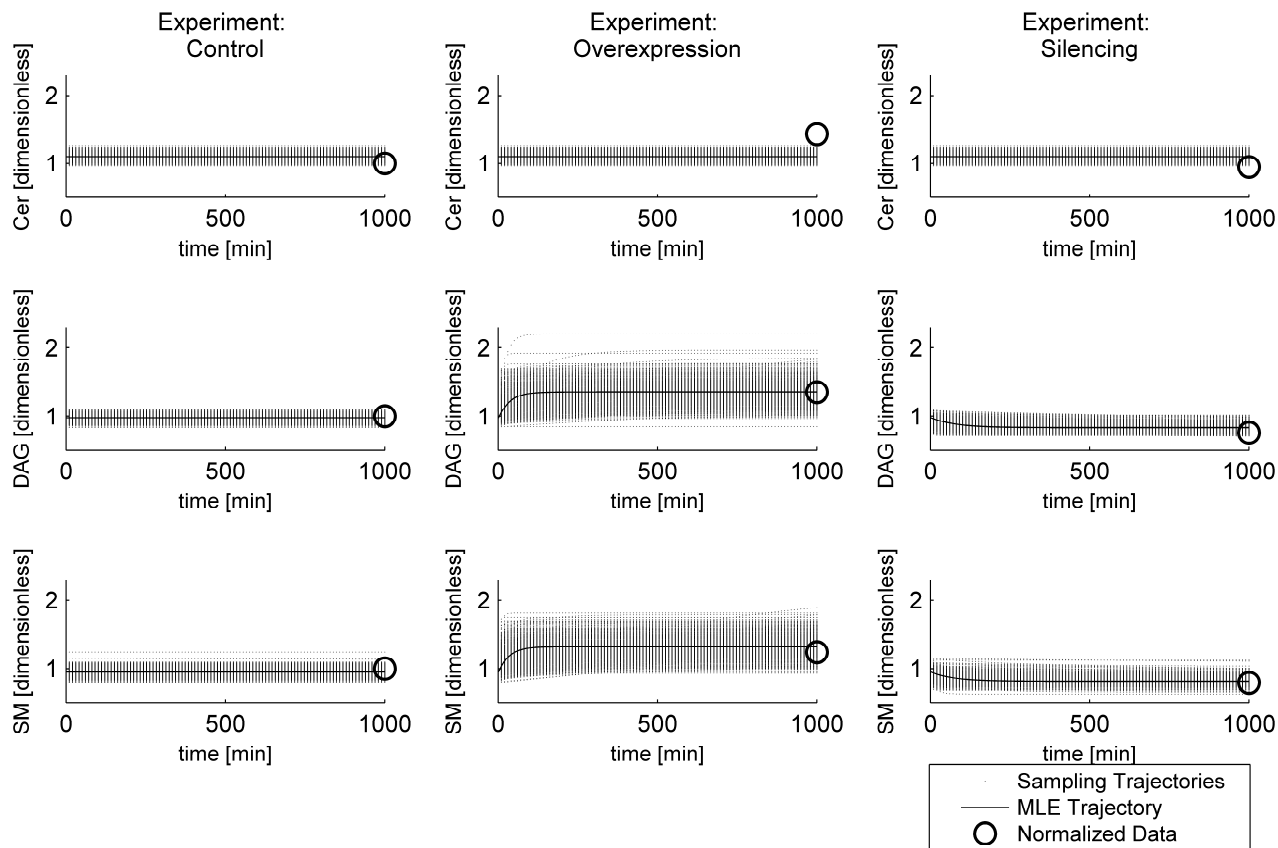 Experiment:
Control
Experiment:
Overexpression
Experiment:
Silencing
Cer [dimensionless]
2
1
0
500
1000
time [min]
Cer [dimensionless]
2
1
0
500
1000
time [min]
Cer [dimensionless]
2
1
0
500
1000
time [min]
DAG [dimensionless]
2
1
0
500
1000
time [min]
DAG [dimensionless]
2
1
0
500
1000
time [min]
DAG [dimensionless]
2
1
0
500
1000
time [min]
SM [dimensionless]
2
1
0
500
1000
time [min]
SM [dimensionless]
2
1
0
500
1000
time [min]
SM [dimensionless]
2
1
0
500
1000
time [min]
Sampling Trajectories
MLE Trajectory
Normalized Data